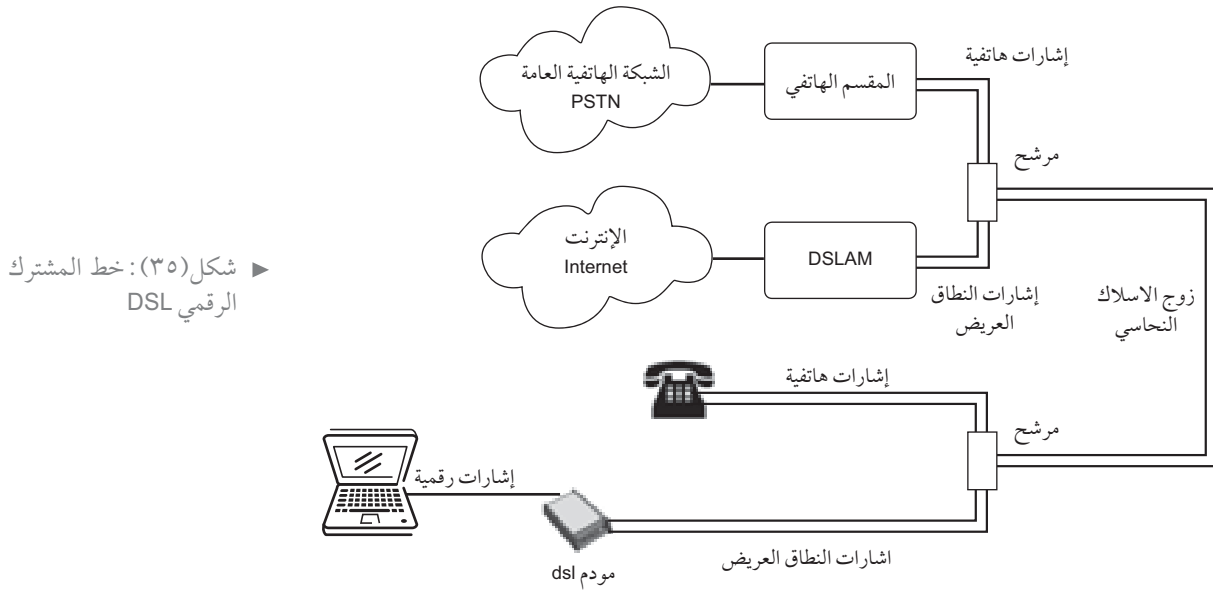 إشارات هاتفية
الشبكة الهاتفية العامة
PSTN
المقسم الهاتفي
مرشح
الإنترنت
Internet
DSLAM
إشارات النطاق
العريض
زوج الاسلاك
النحاسي
◄ شكل(٣٥): خط المشترك
الرقمي DSL
إشارات هاتفية
مرشح
إشارات رقمية
اشارات النطاق العريض
مودم dsl